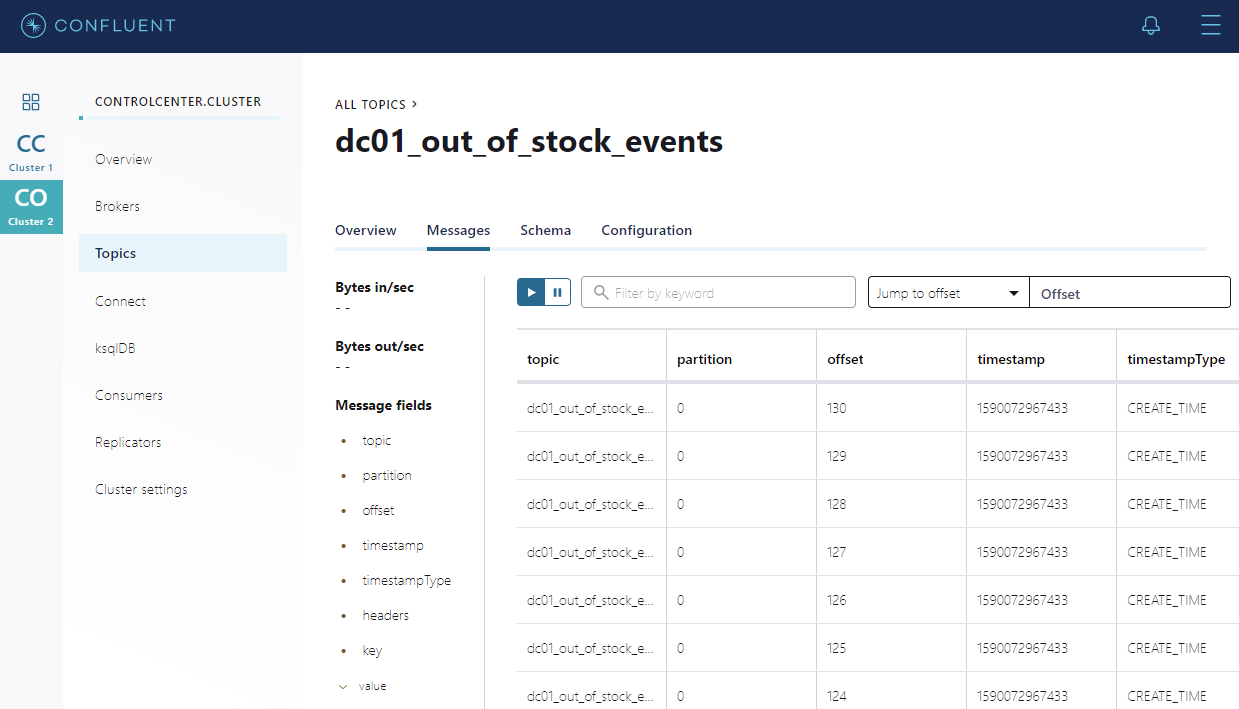 CONFLUENT
CC
Cluster 1
CO
Cluster 2
CONTROLCENTER.CLUSTER
Overview
Brokers
Topics
Connect
ksqlDB
Consumers
Replicators
Cluster settings
ALL TOPICS >
dc01_out_of_stock_events
Overview Messages Schema Configuration
Bytes in/sec
- -
Bytes out/sec
- -
Message fields
topic
partition
offset
timestamp
timestampType
headers
key
value
Filter by keyword Jump to offset Offset
topic partition offset timestamp timestampType
dc01_out_of_stock_e... 0 130 1590072967433 CREATE_TIME
dc01_out_of_stock_e... 0 129 1590072967433 CREATE_TIME
dc01_out_of_stock_e... 0 128 1590072967433 CREATE_TIME
dc01_out_of_stock_e... 0 127 1590072967433 CREATE_TIME
dc01_out_of_stock_e... 0 126 1590072967433 CREATE_TIME
dc01_out_of_stock_e... 0 125 1590072967433 CREATE_TIME
dc01_out_of_stock_e... 0 124 1590072967433 CREATE_TIME